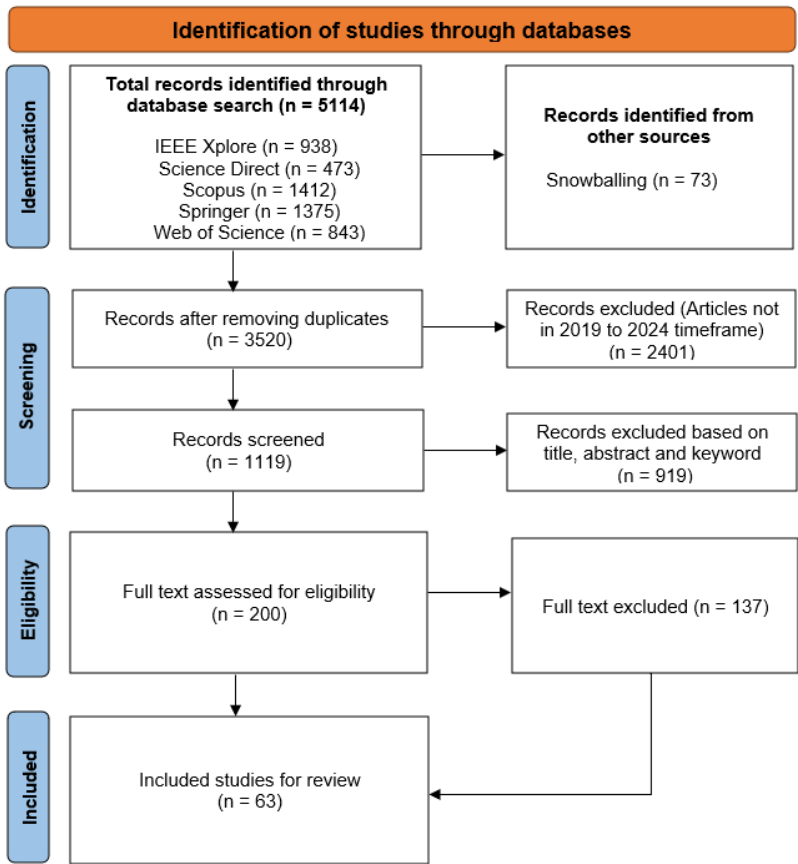 Identification of studies through databases
Identification
Total records identified through
database search (n = 5114)
IEEE Xplore (n = 938)
Science Direct (n = 473)
Scopus (n = 1412)
Springer (n = 1375)
Web of Science (n = 843)
Records identified from
other sources
Snowballing (n = 73)
Screening
Records after removing duplicates
(n = 3520)
Records excluded (Articles not
in 2019 to 2024 timeframe)
(n = 2401)
Records screened
(n = 1119)
Records excluded based on
title, abstract and keyword
(n = 919)
Eligibility
Full text assessed for eligibility
(n = 200)
Full text excluded (n = 137)
Included
Included studies for review
(n = 63)